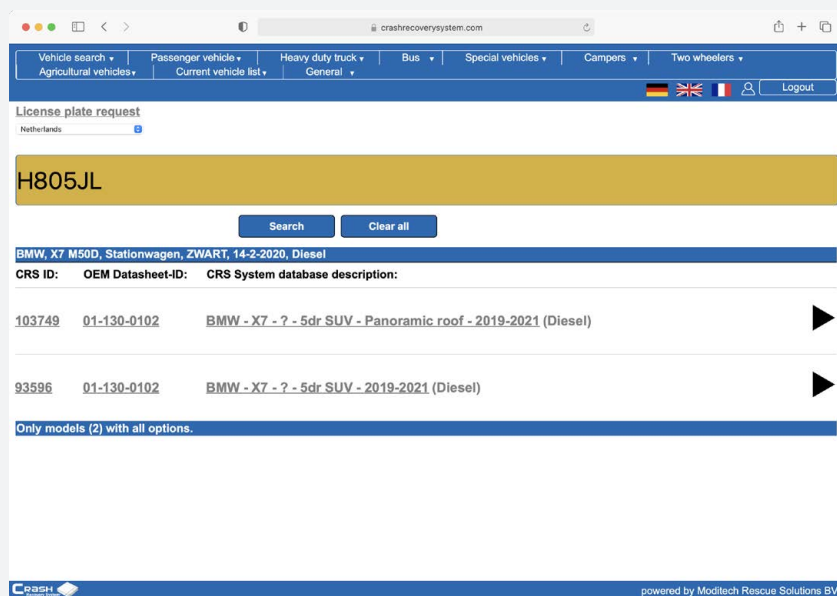 crashrecoverysystem.com
Vehicle search ▾ Passenger vehicle ▾ Heavy duty truck ▾ Bus ▾ Special vehicles ▾ Campers ▾ Two wheelers ▾
Agricultural vehicles ▾ Current vehicle list ▾ General ▾
Logout
License plate request
Netherlands
H805JL
Search Clear all
BMW, X7 M50D, Stationwagen, ZWART, 14-2-2020, Diesel
CRS ID: OEM Datasheet-ID: CRS System database description:
103749 01-130-0102 BMW - X7 - ? - 5dr SUV - Panoramic roof - 2019-2021 (Diesel)
93596 01-130-0102 BMW - X7 - ? - 5dr SUV - 2019-2021 (Diesel)
Only models (2) with all options.
CRASH powered by Moditech Rescue Solutions BV